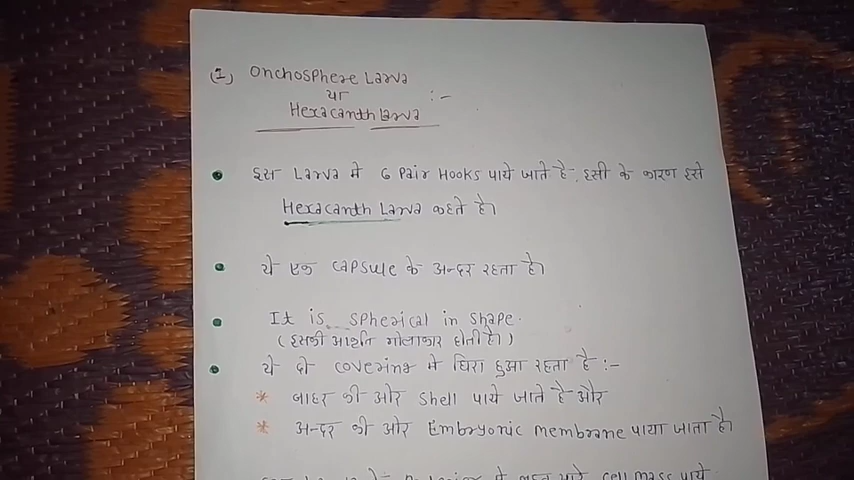 (I) Onchosphere Larva
या :-
Hexacanth Larva
इस Larva मे 6 Pair Hooks पाये जाते है, इसी के कारण इसे
Hexacanth Larva कहते है।
ये एक capsule के अन्दर रहता है।
It is spherical in shape.
(इसकी आकृति गोलाकार होती है।)
ये दो covering मे घिरा हुआ रहता है :-
* बाहर की ओर shell पाये जाते है और
* अन्दर की ओर Embryonic membrane पाया जाता है।
cell mass पाये